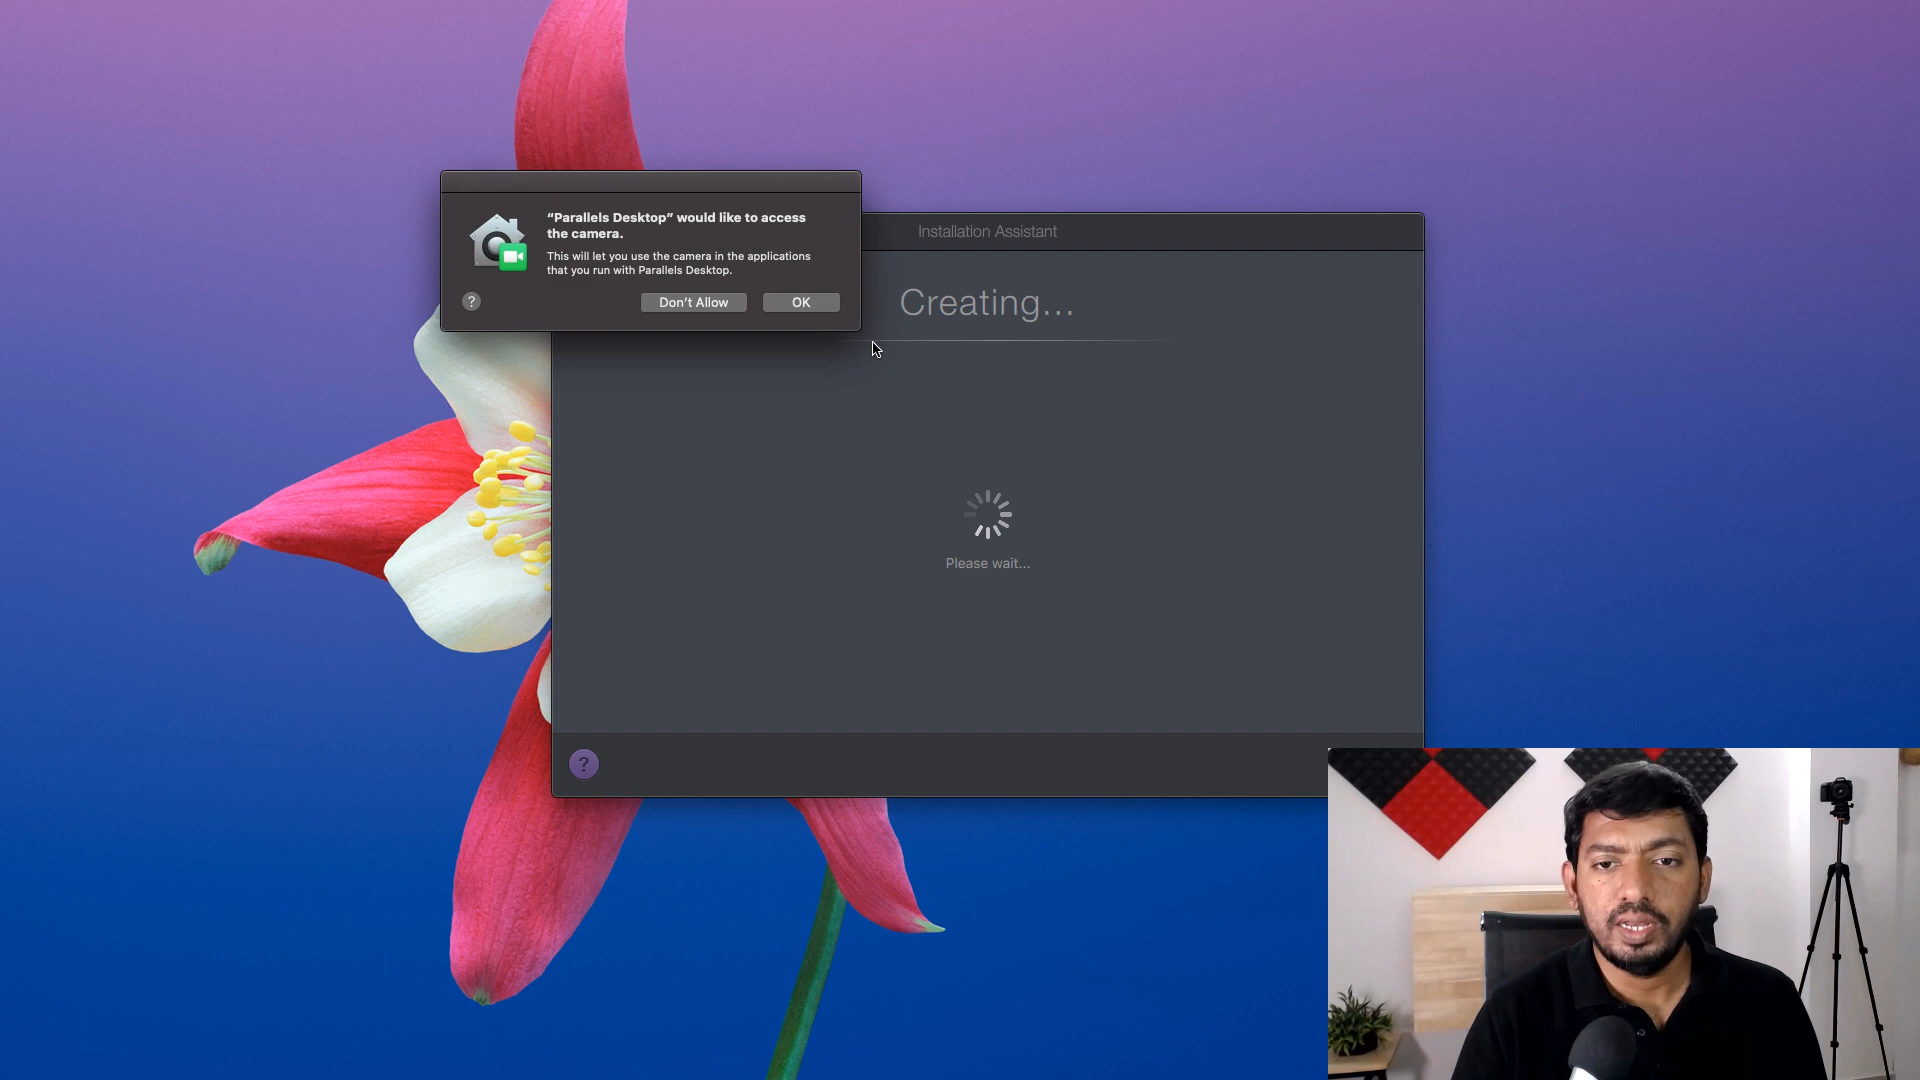 “Parallels Desktop” would like to access
the camera.
This will let you use the camera in the applications
that you run with Parallels Desktop.
?
Don’t Allow
OK
Installation Assistant
Creating...
Please wait...
?